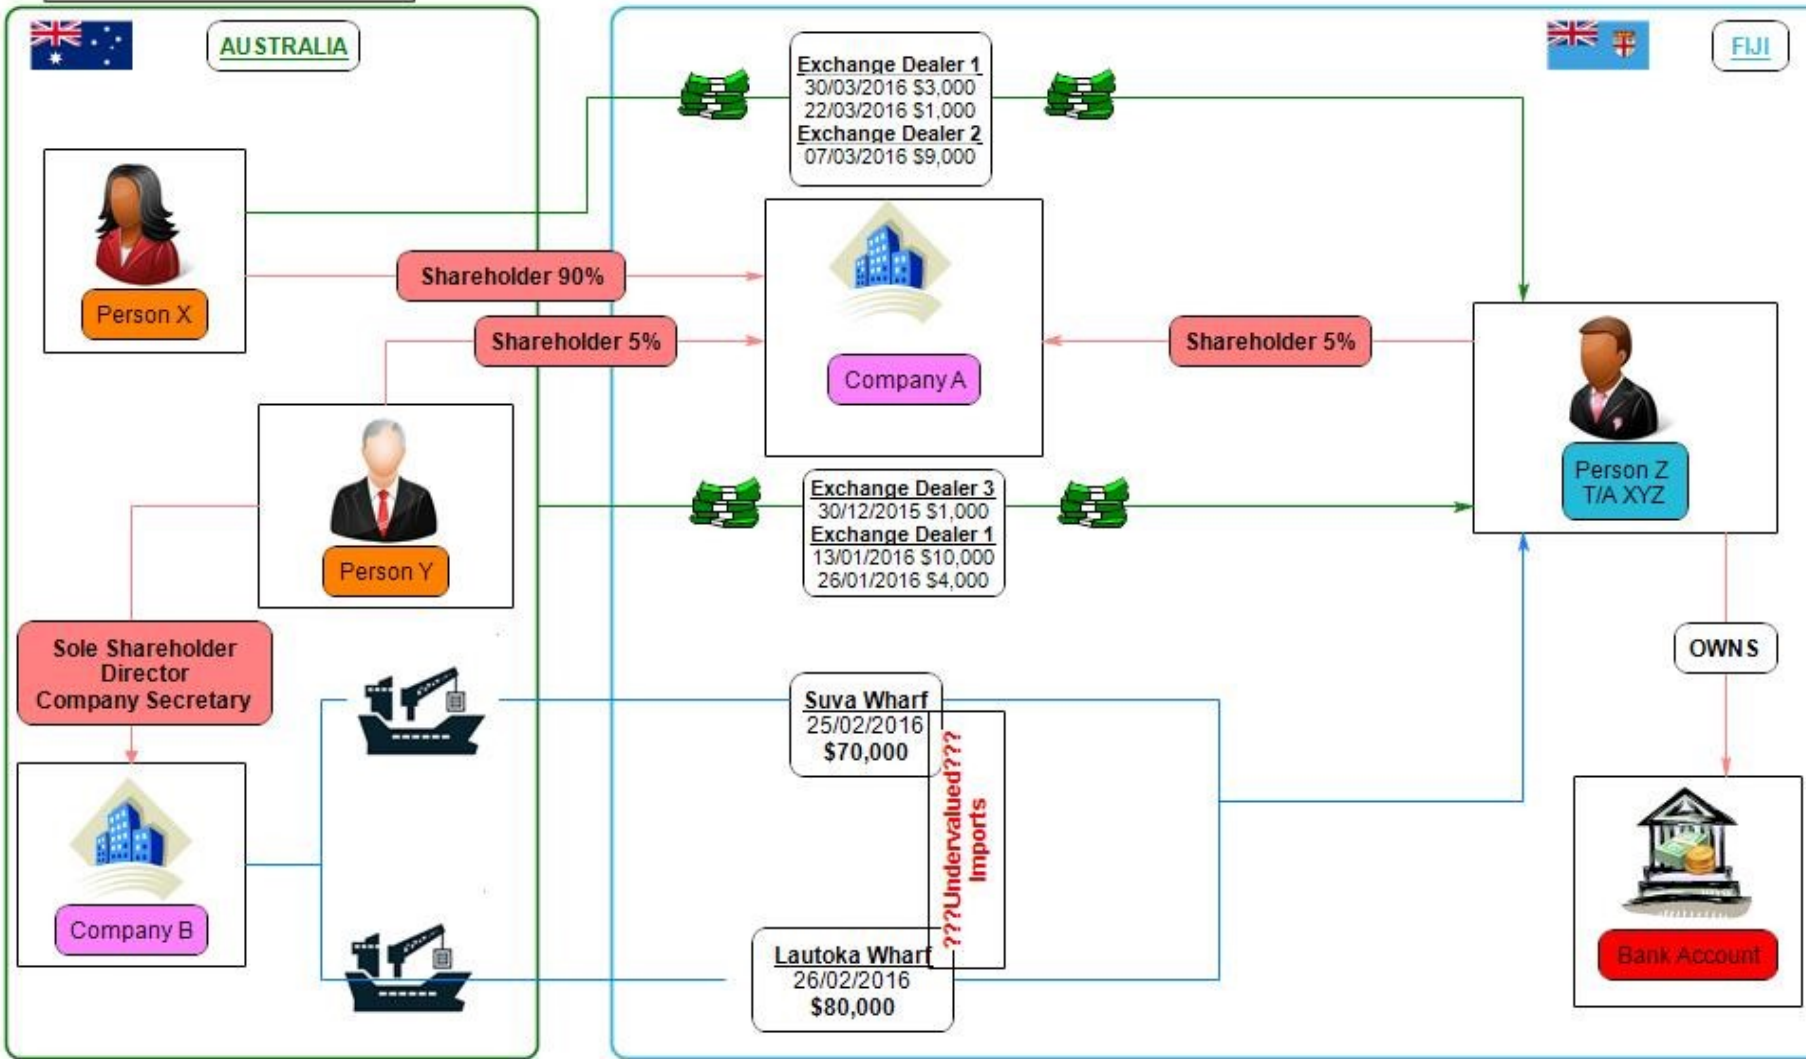 AUSTRALIA
FIJI
Exchange Dealer 1
30/03/2016 $3,000
22/03/2016 $1,000
Exchange Dealer 2
07/03/2016 $9,000
Person X
Shareholder 90%
Shareholder 5%
Shareholder 5%
Company A
Person Z
T/A XYZ
Person Y
Exchange Dealer 3
30/12/2015 $1,000
Exchange Dealer 1
13/01/2016 $10,000
26/01/2016 $4,000
Sole Shareholder
Director
Company Secretary
OWNS
Suva Wharf
25/02/2016
$70,000
???Undervalued???
Imports
Company B
Lautoka Wharf
26/02/2016
$80,000
Bank Account